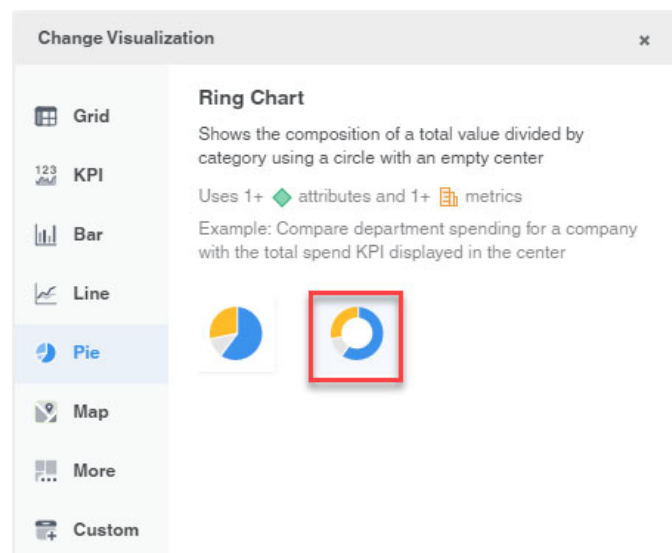 Change Visualization ×
Ring Chart
Shows the composition of a total value divided by
category using a circle with an empty center
Uses 1+ attributes and 1+ metrics
Example: Compare department spending for a company
with the total spend KPI displayed in the center
Grid
123
KPI
Bar
Line
Pie
Map
More
Custom